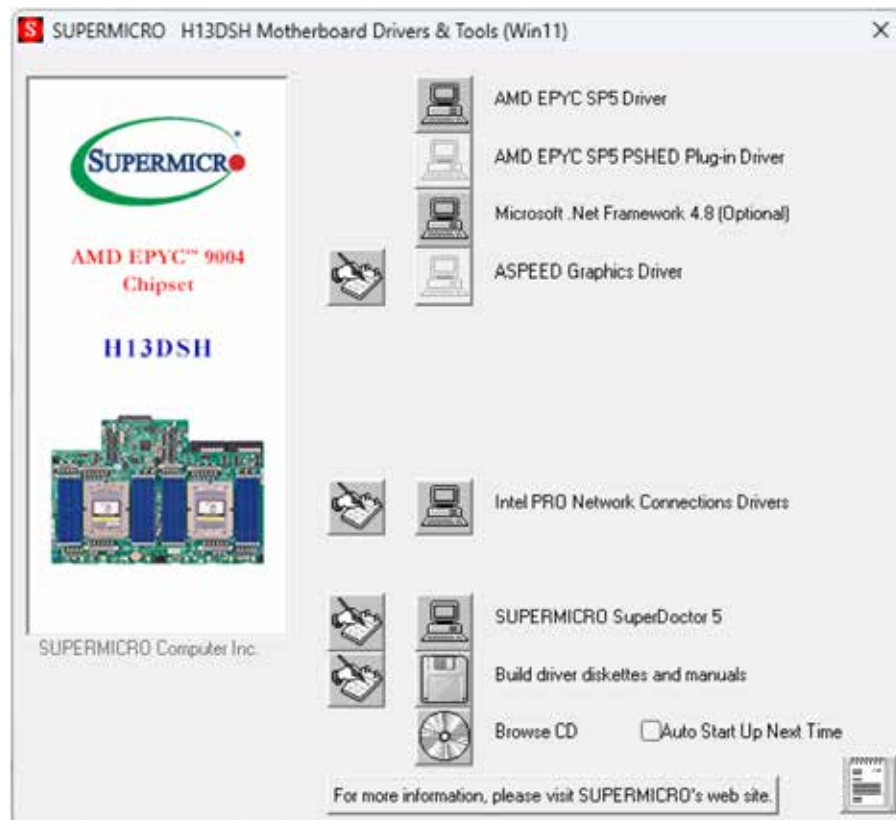 S SUPERMICRO H13DSH Motherboard Drivers & Tools (Win11)
SUPERMICRO
AMD EPYC™ 9004
Chipset
H13DSH
SUPERMICRO Computer Inc.
AMD EPYC SP5 Driver
AMD EPYC SP5 PSHED Plug-in Driver
Microsoft .Net Framework 4.8 (Optional)
ASPEED Graphics Driver
Intel PRO Network Connections Drivers
SUPERMICRO SuperDoctor 5
Build driver diskettes and manuals
Browse CD Auto Start Up Next Time
For more information, please visit SUPERMICRO's web site.